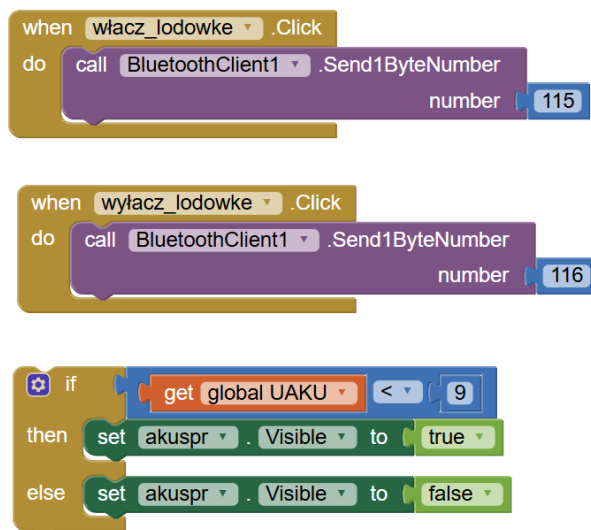 when włacz_lodowke .Click
do call BluetoothClient1 .Send1ByteNumber
number 115
when wyłacz_lodowke .Click
do call BluetoothClient1 .Send1ByteNumber
number 116
if get global UAKU < 9
then set akuspr . Visible to true
else set akuspr . Visible to false